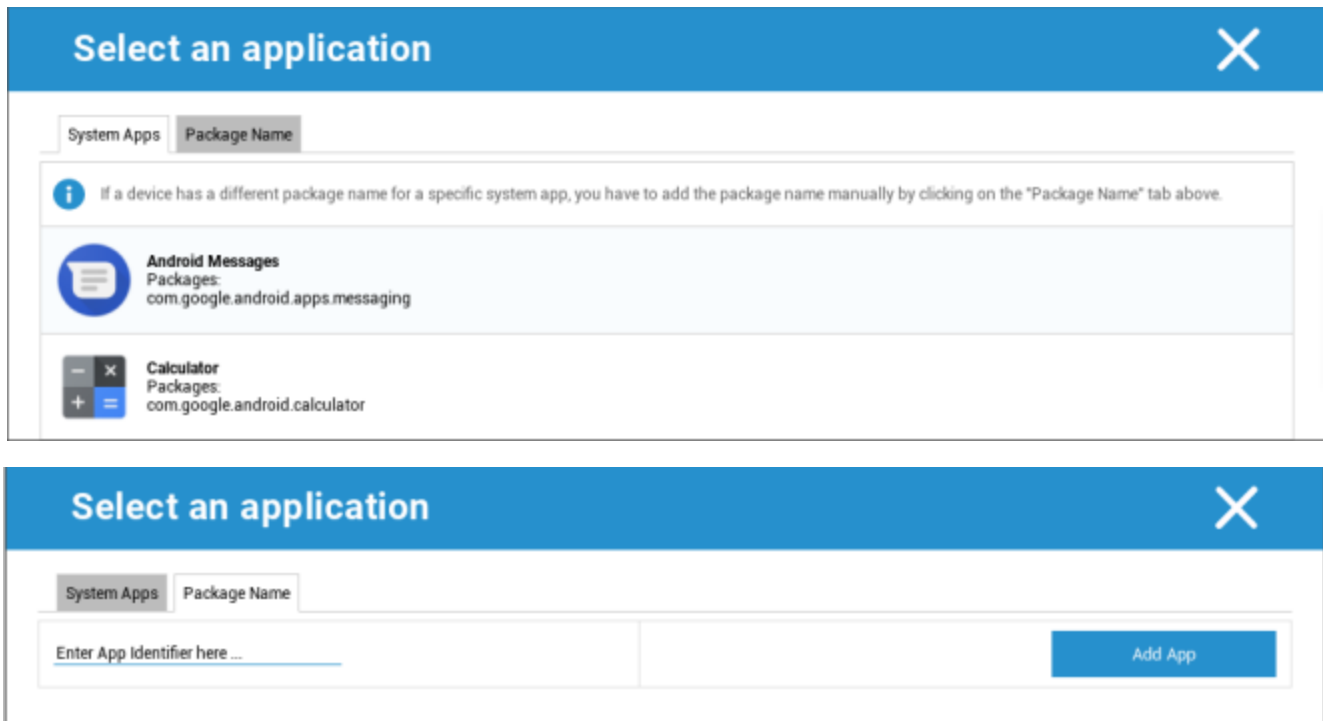 Select an application
System Apps Package Name
If a device has a different package name for a specific system app, you have to add the package name manually by clicking on the "Package Name" tab above.
Android Messages
Packages:
com.google.android.apps.messaging
Calculator
Packages:
com.google.android.calculator
Select an application
System Apps Package Name
Enter App Identifier here ... Add App